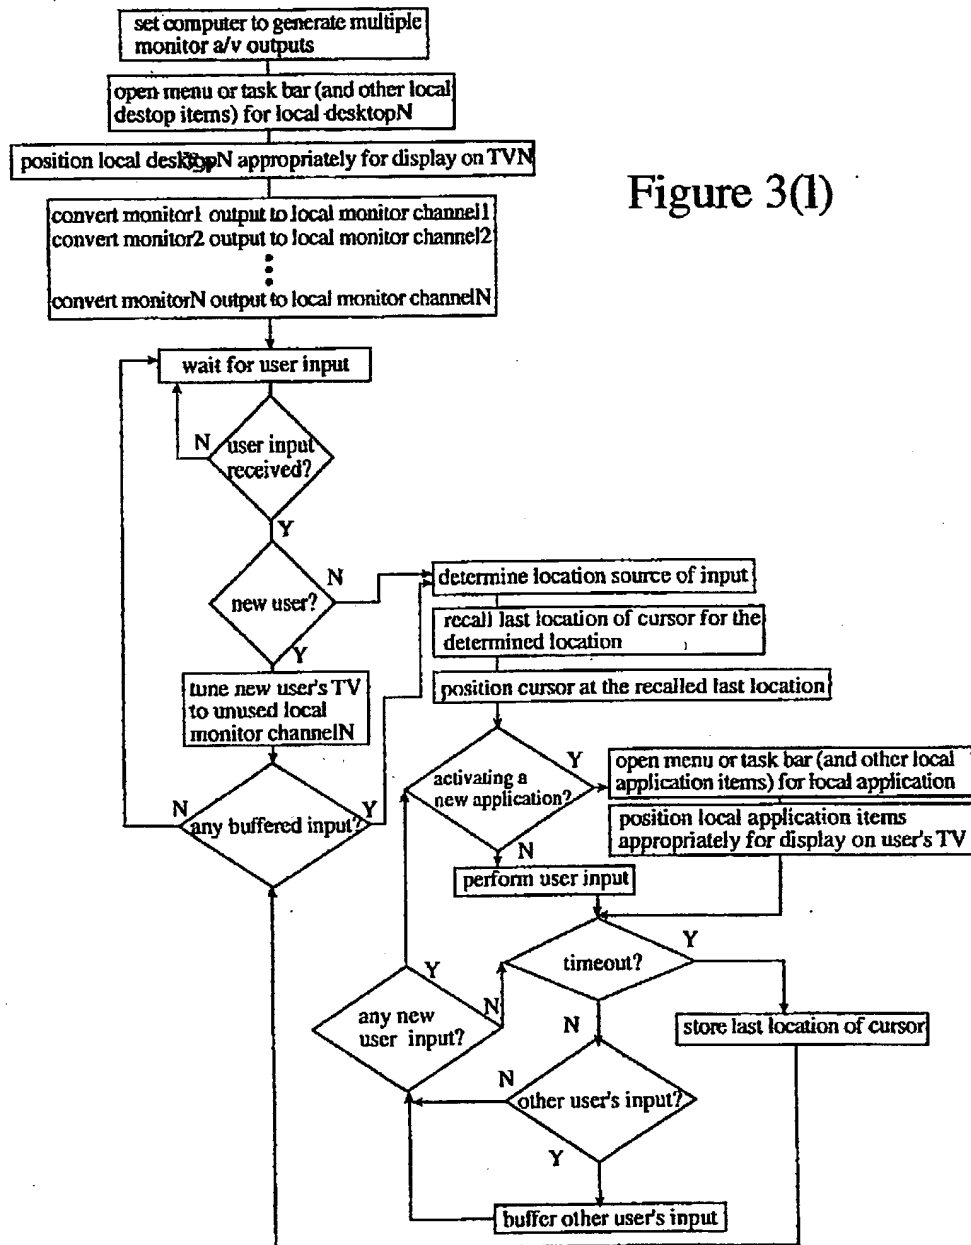 set computer to generate multiple
monitor a/v outputs
open menu or task bar (and other local
destop items) for local desktopN
position local desktopN appropriately for display on TVN
Figure 3(l)
convert monitor1 output to local monitor channel1
convert monitor2 output to local monitor channel2
convert monitorN output to local monitor channelN
wait for user input
N
user input
received?
Y
new user?
N
Y
determine location source of input
recall last location of cursor for the
determined location
position cursor at the recalled last location
tune new user's TV
to unused local
monitor channelN
N
any buffered input?
Y
activating a
new application?
Y
N
open menu or task bar (and other local
application items) for local application
position local application items
appropriately for display on user's TV
perform user input
timeout?
Y
N
any new
user input?
Y
N
store last location of cursor
other user's input?
N
Y
buffer other user's input